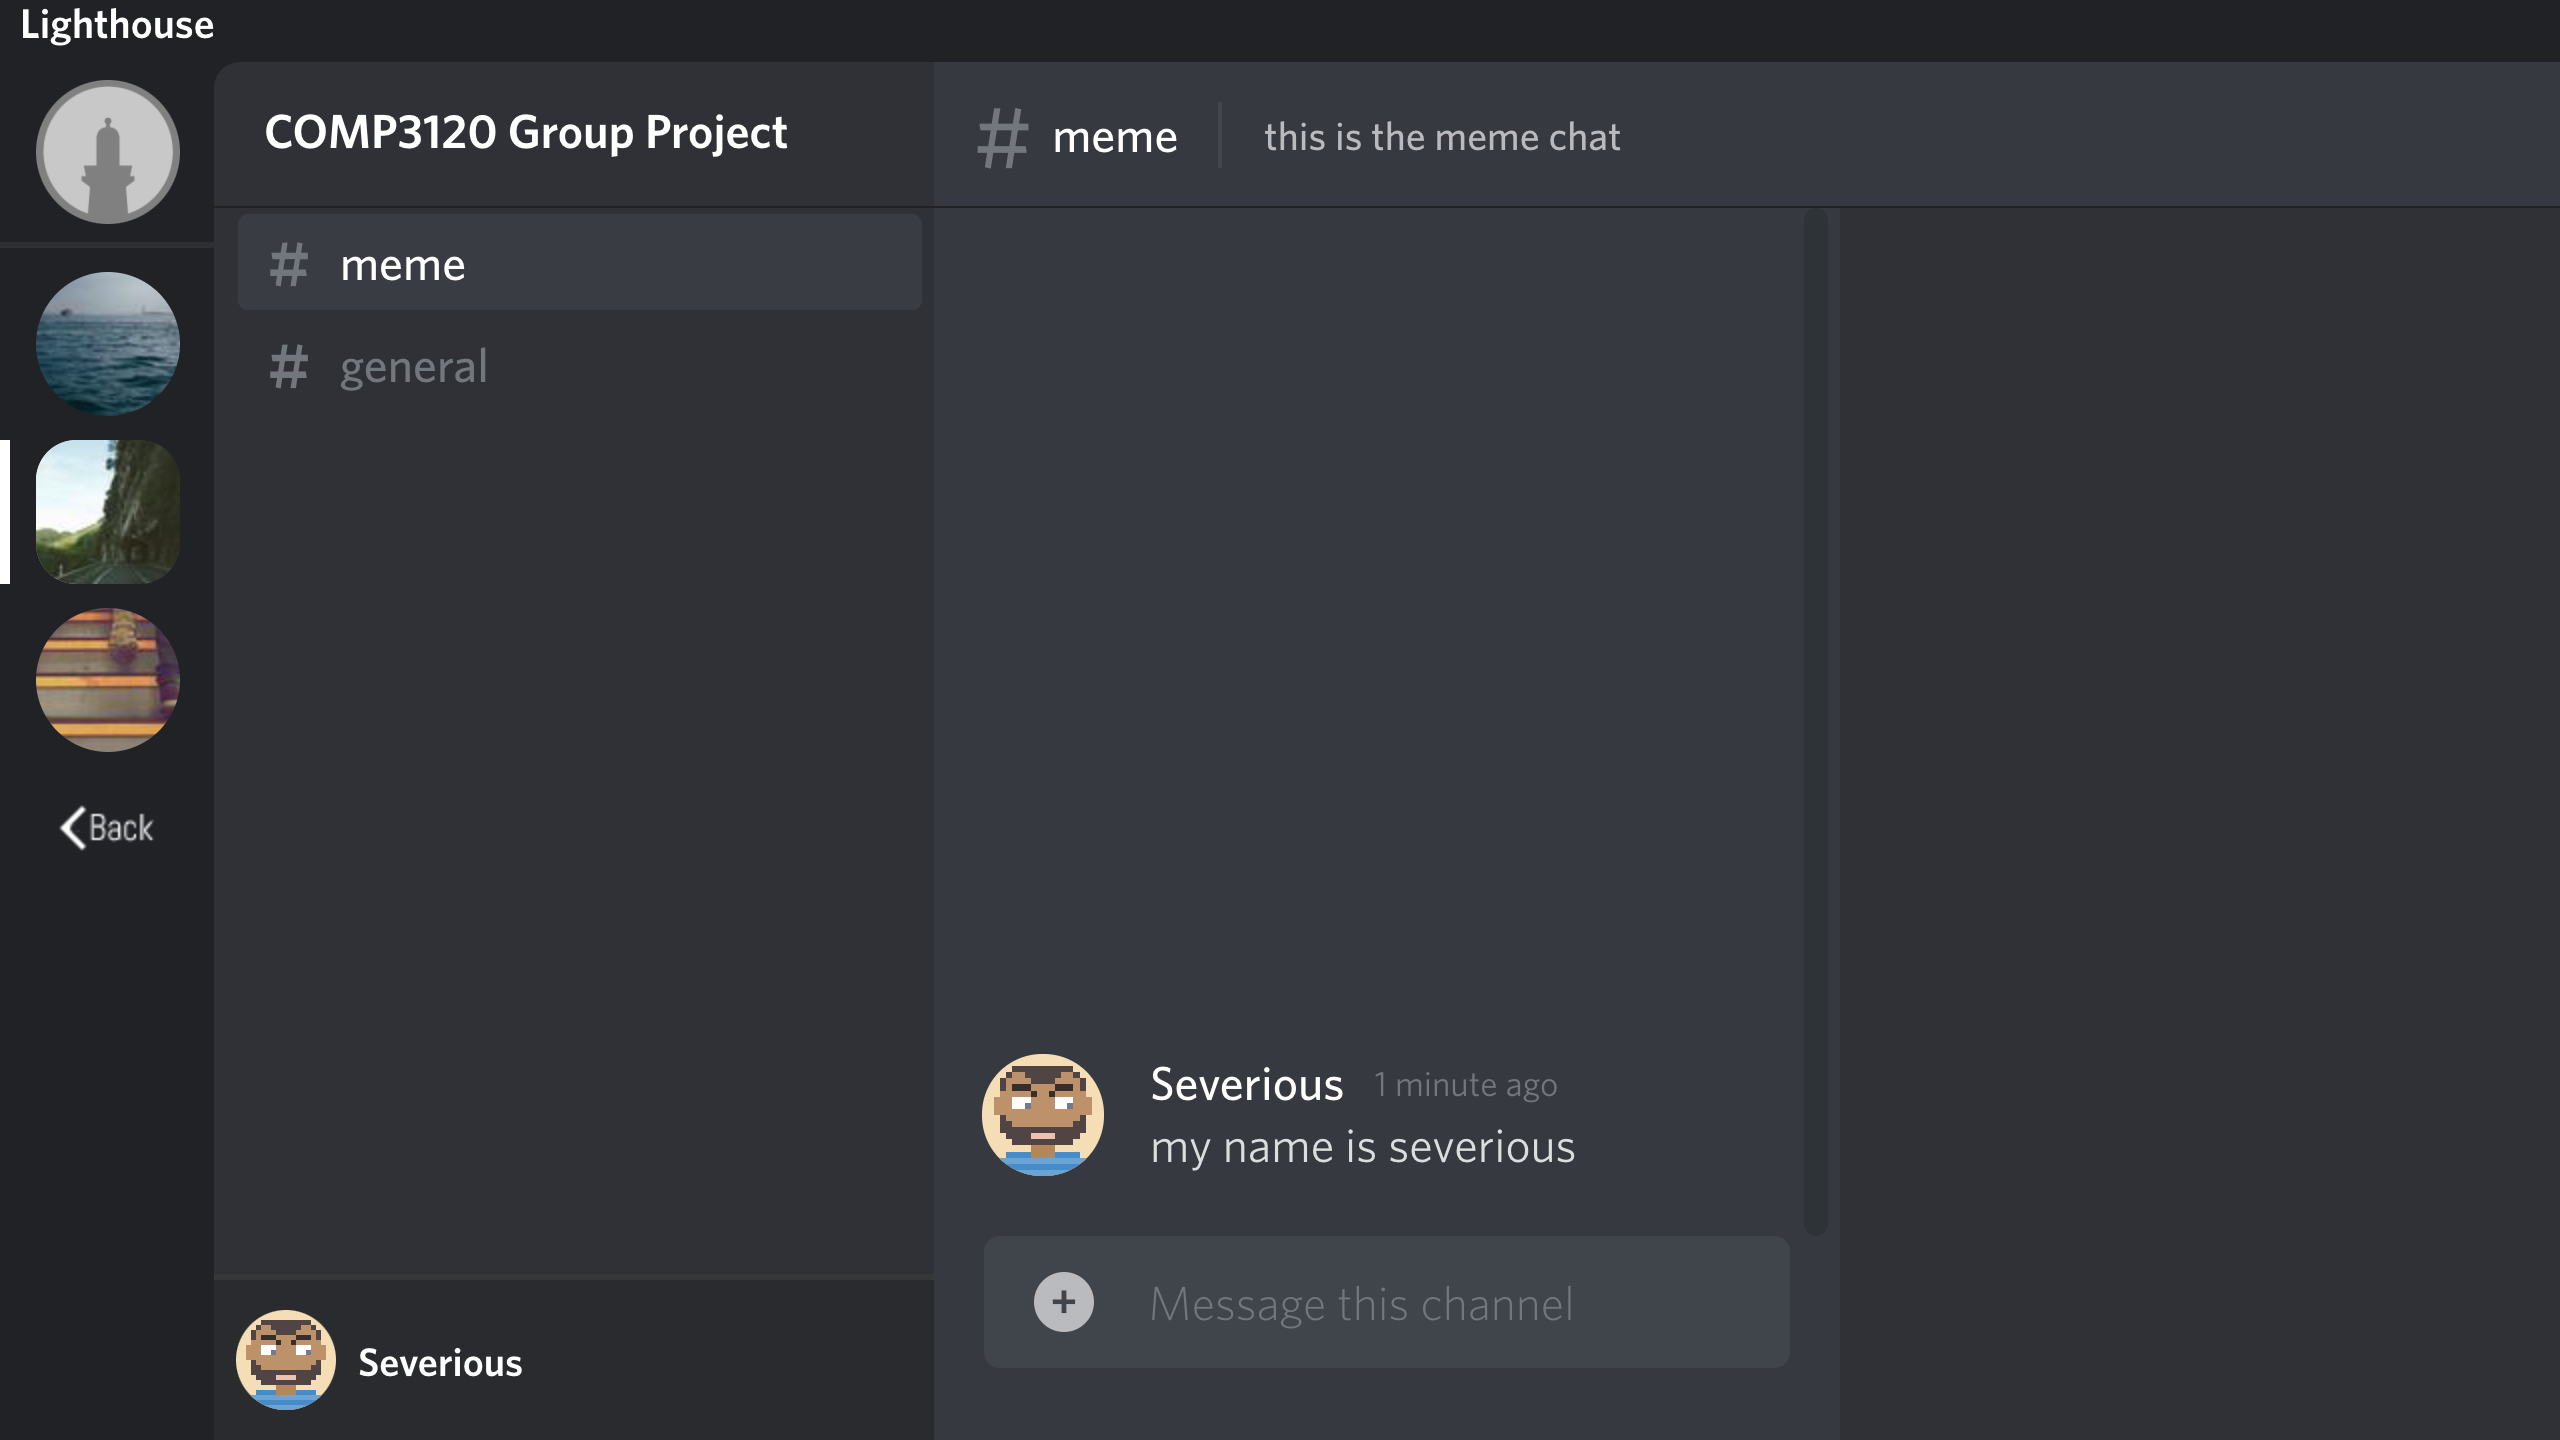 Lighthouse
COMP3120 Group Project
# meme
this is the meme chat
# meme
# general
Back
Severious 1 minute ago
my name is severious
+ Message this channel
Severious